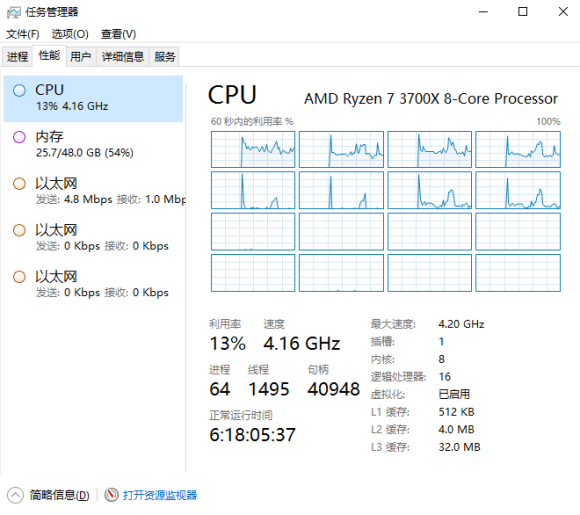 任务管理器
文件(F) 选项(O) 查看(V)
进程 性能 用户 详细信息 服务
CPU
13% 4.16 GHz
内存
25.7/48.0 GB (54%)
以太网
发送: 4.8 Mbps 接收: 1.0 Mbp
以太网
发送: 0 Kbps 接收: 0 Kbps
以太网
发送: 0 Kbps 接收: 0 Kbps
CPU AMD Ryzen 7 3700X 8-Core Processor
60 秒内的利用率 % 100%
利用率 速度
13% 4.16 GHz
进程 线程 句柄
64 1495 40948
正常运行时间
6:18:05:37
最大速度: 4.20 GHz
插槽: 1
内核: 8
逻辑处理器: 16
虚拟化: 已启用
L1 缓存: 512 KB
L2 缓存: 4.0 MB
L3 缓存: 32.0 MB
简略信息(D) 打开资源监视器